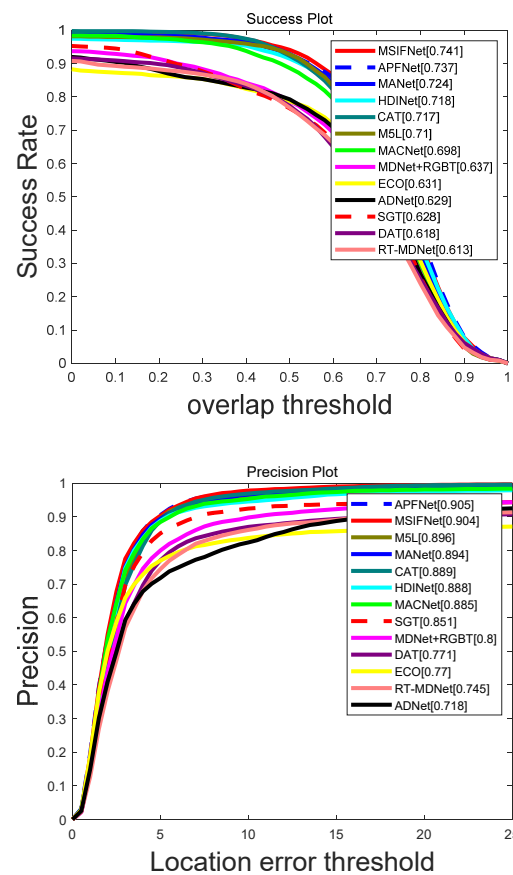 Success Plot
1
0.9
0.8
0.7
0.6
0.5
0.4
0.3
0.2
0.1
0
Success Rate
MSIFNet[0.741]
APFNet[0.737]
MANet[0.724]
HDINet[0.718]
CAT[0.717]
M5L[0.71]
MACNet[0.698]
MDNet+RGBT[0.637]
ECO[0.631]
ADNet[0.629]
SGT[0.628]
DAT[0.618]
RT-MDNet[0.613]
0 0.1 0.2 0.3 0.4 0.5 0.6 0.7 0.8 0.9 1
overlap threshold
Precision Plot
1
0.9
0.8
0.7
0.6
0.5
0.4
0.3
0.2
0.1
0
Precision
APFNet[0.905]
MSIFNet[0.904]
M5L[0.896]
MANet[0.894]
CAT[0.889]
HDINet[0.888]
MACNet[0.885]
SGT[0.851]
MDNet+RGBT[0.8]
DAT[0.771]
ECO[0.77]
RT-MDNet[0.745]
ADNet[0.718]
0 5 10 15 20 25
Location error threshold